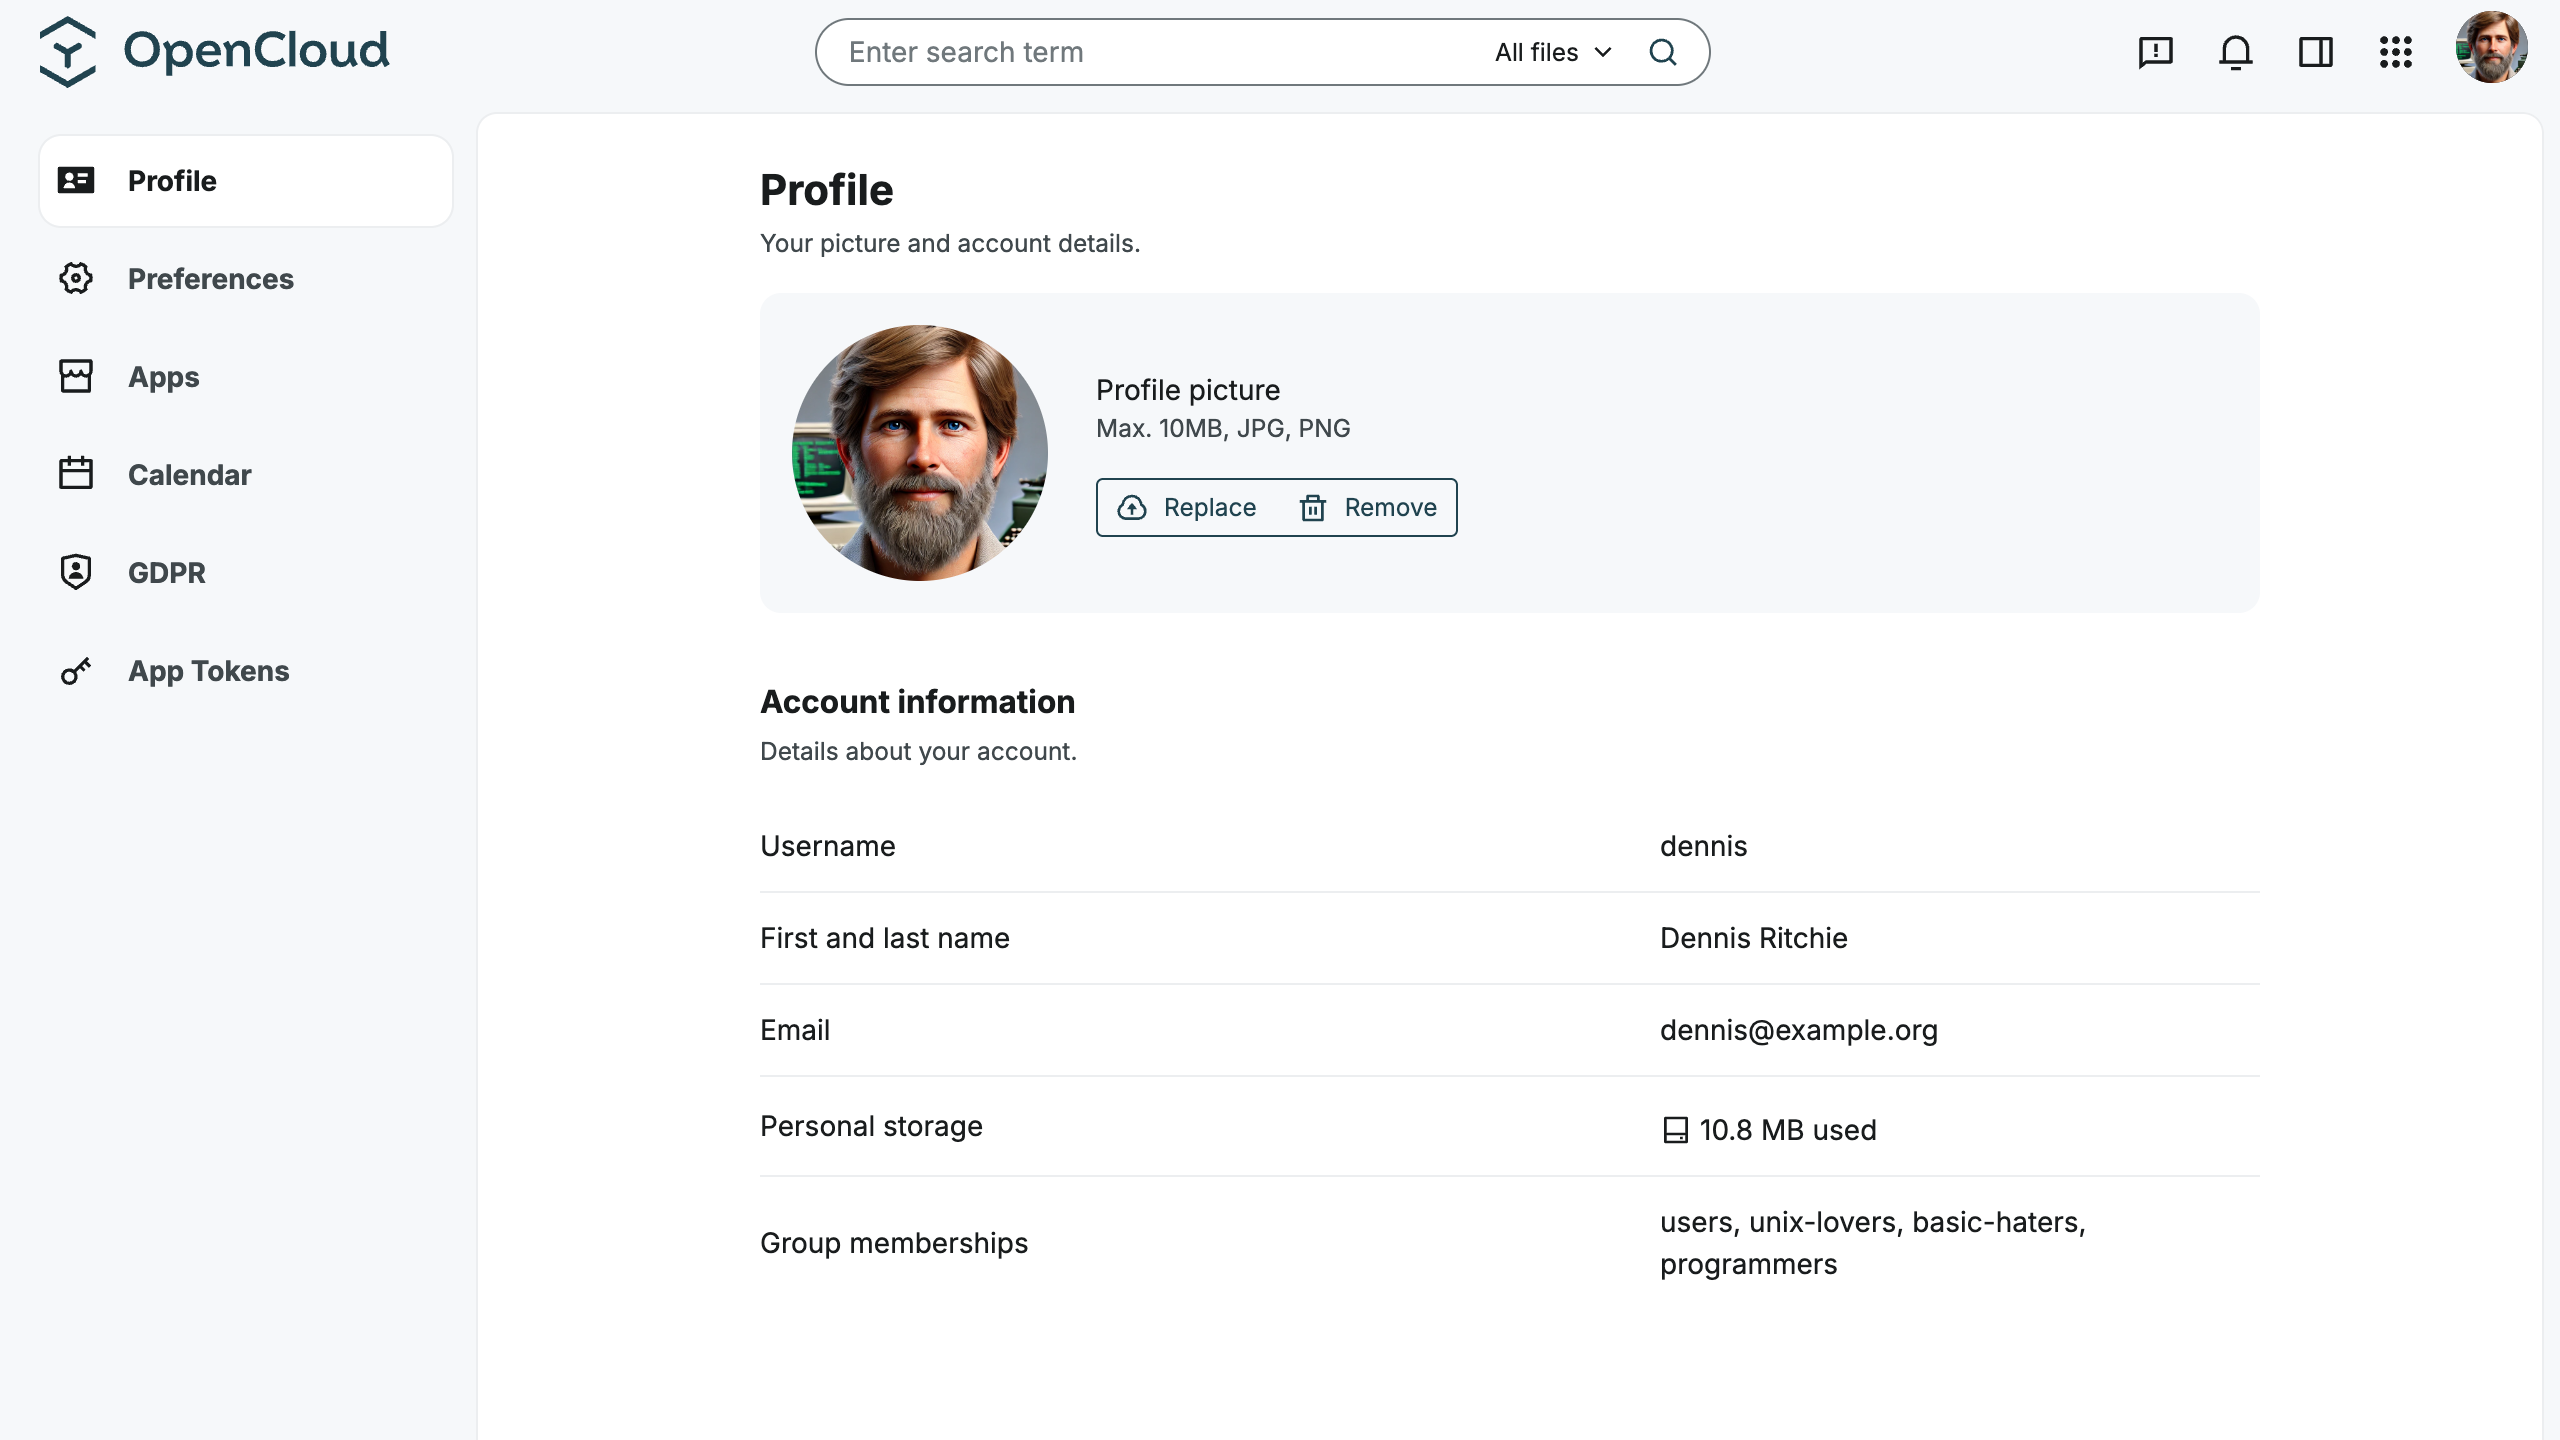 OpenCloud
Enter search term
All files
Profile
Preferences
Apps
Calendar
GDPR
App Tokens
Profile
Your picture and account details.
Profile picture
Max. 10MB, JPG, PNG
Replace
Remove
Account information
Details about your account.
Username
dennis
First and last name
Dennis Ritchie
Email
dennis@example.org
Personal storage
10.8 MB used
Group memberships
users, unix-lovers, basic-haters,
programmers